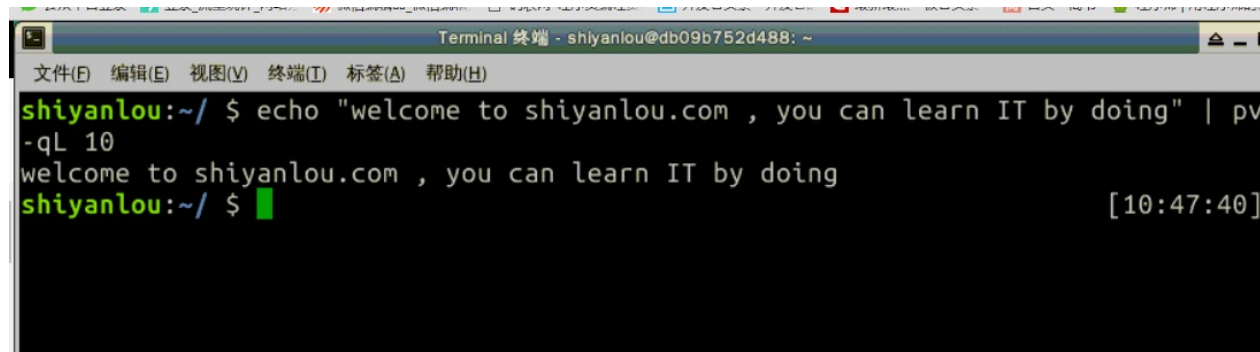 Terminal 终端 - shiyanlou@db09b752d488: ~
文件(F) 编辑(E) 视图(V) 终端(T) 标签(A) 帮助(H)
shiyanlou:~/ $ echo "welcome to shiyanlou.com , you can learn IT by doing" | pv
-qL 10
welcome to shiyanlou.com , you can learn IT by doing
shiyanlou:~/ $ [10:47:40]